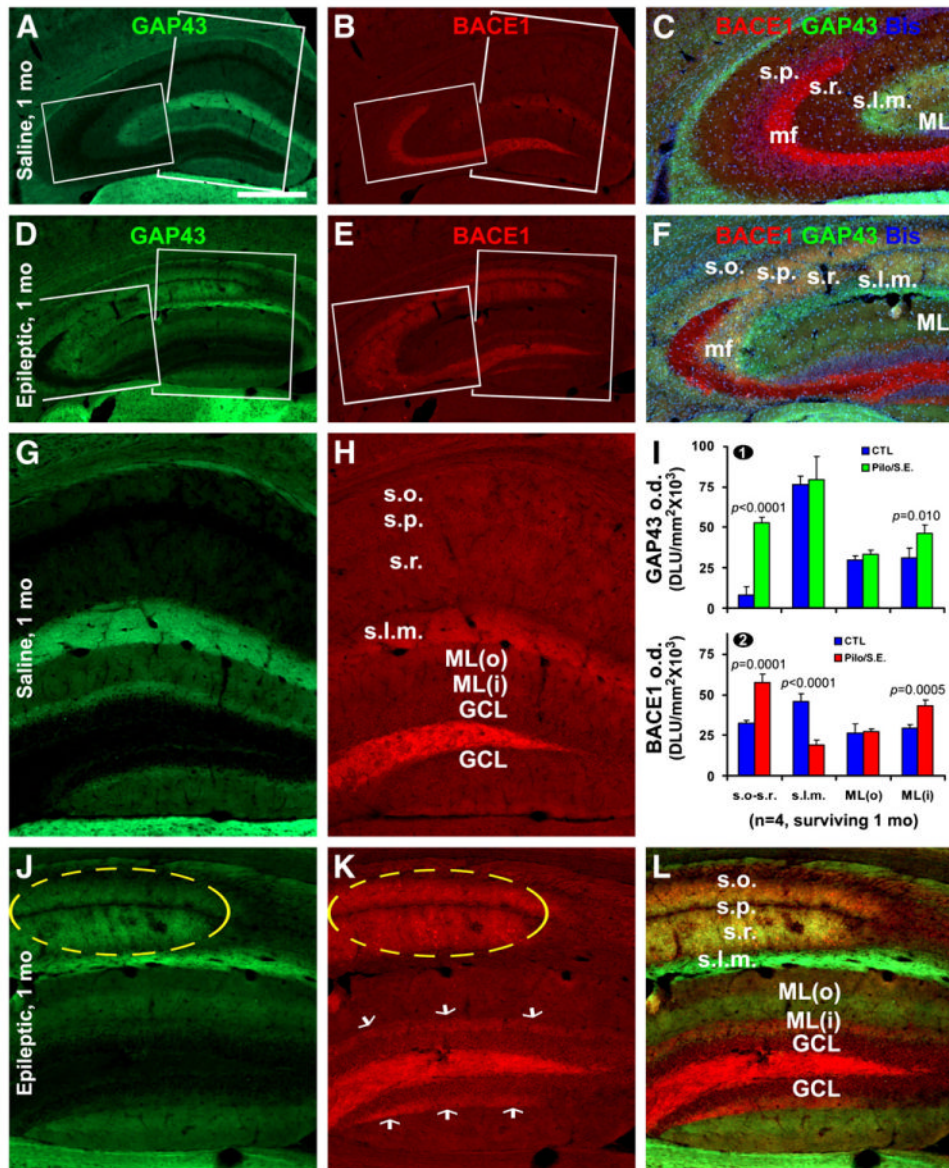 A GAP43
Saline, 1 mo
B BACE1
C BACE1 GAP43 Bis
s.p.
s.r.
s.l.m.
ML
mf
D GAP43
Epileptic, 1 mo
E BACE1
F BACE1 GAP43 Bis
s.o. s.p. s.r. s.l.m.
ML
mf
G
Saline, 1 mo
H
s.o.
s.p.
s.r.
s.l.m.
ML(o)
ML(i)
GCL
GCL
I
1
CTL
Pilo/S.E.
GAP43 o.d.
(DLU/mm²X10³)
100
75
50
25
0
p<0.0001
p=0.010
2
CTL
Pilo/S.E.
BACE1 o.d.
(DLU/mm²X10³)
75
50
25
0
p=0.0001
p<0.0001
p=0.0005
s.o-s.r. s.l.m. ML(o) ML(i)
(n=4, surviving 1 mo)
J
Epileptic, 1 mo
K
L
s.o.
s.p.
s.r.
s.l.m.
ML(o)
ML(i)
GCL
GCL